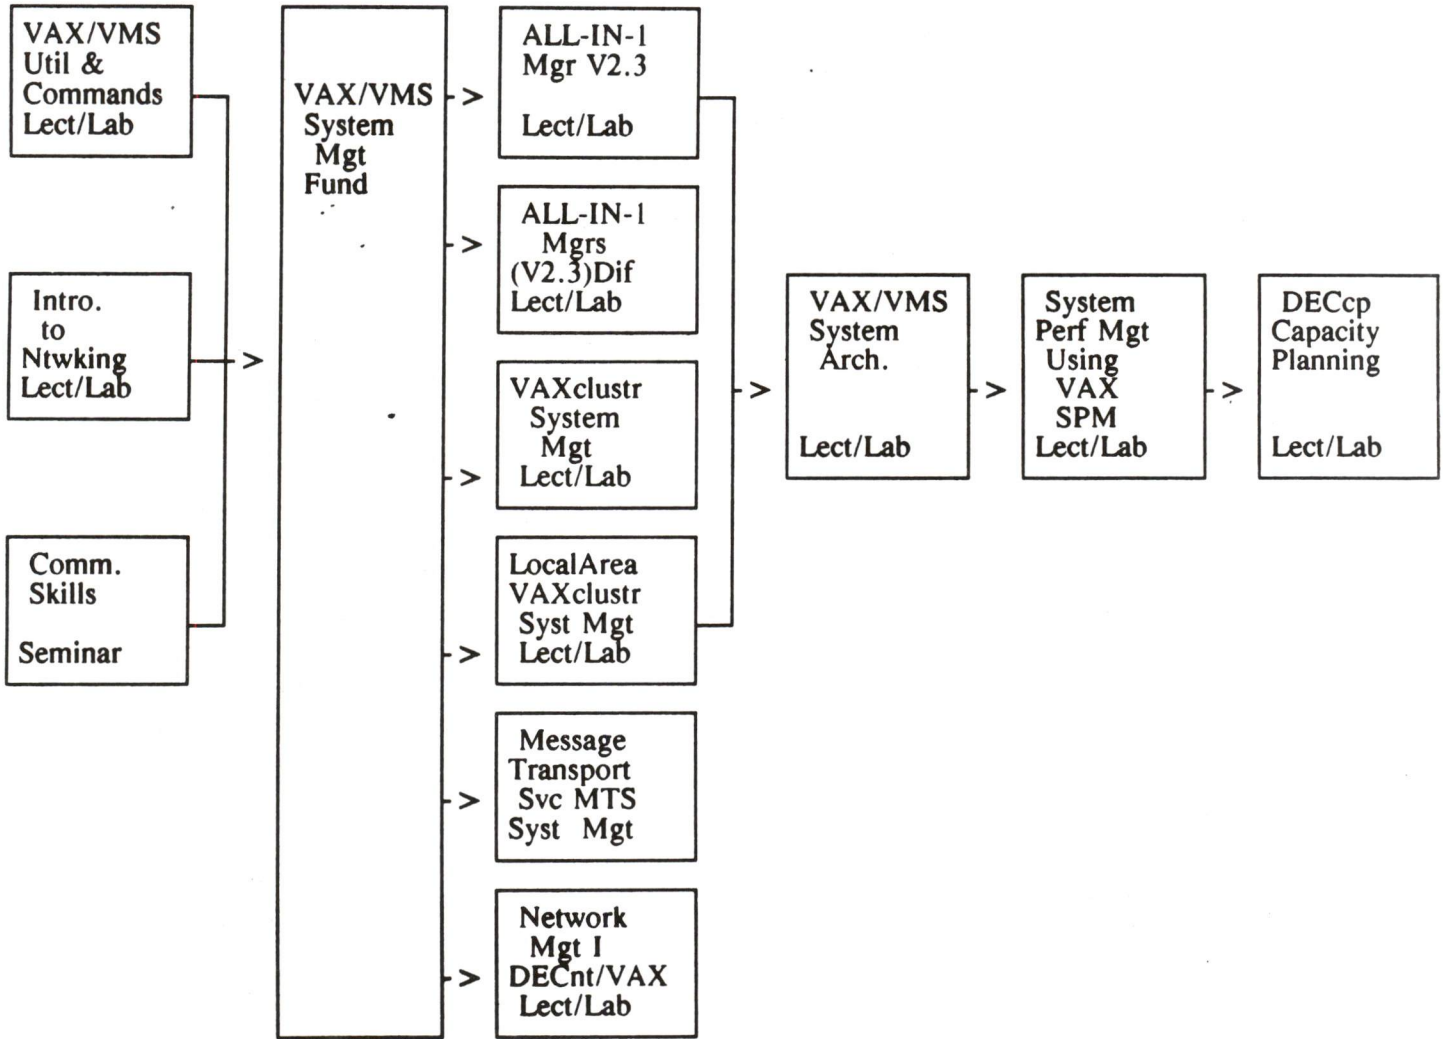 VAX/VMS
Util &
Commands
Lect/Lab
Intro.
to
Ntwking
Lect/Lab
Comm.
Skills
Seminar
>
VAX/VMS
System
Mgt
Fund
>
ALL-IN-1
Mgr V2.3
Lect/Lab
>
ALL-IN-1
Mgrs
(V2.3)Dif
Lect/Lab
>
VAXclustr
System
Mgt
Lect/Lab
>
LocalArea
VAXclustr
Syst Mgt
Lect/Lab
>
Message
Transport
Svc MTS
Syst Mgt
>
Network
Mgt I
DECnt/VAX
Lect/Lab
>
VAX/VMS
System
Arch.
Lect/Lab
>
System
Perf Mgt
Using
VAX
SPM
Lect/Lab
>
DECcp
Capacity
Planning
Lect/Lab